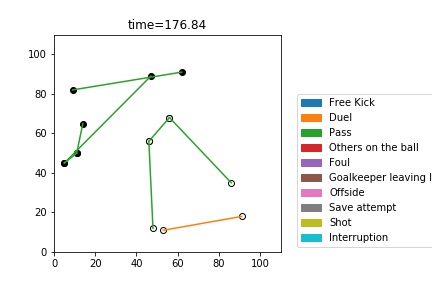 time=176.84
100
80
60
40
20
0
0 20 40 60 80 100
Free Kick
Duel
Pass
Others on the ball
Foul
Goalkeeper leaving l
Offside
Save attempt
Shot
Interruption